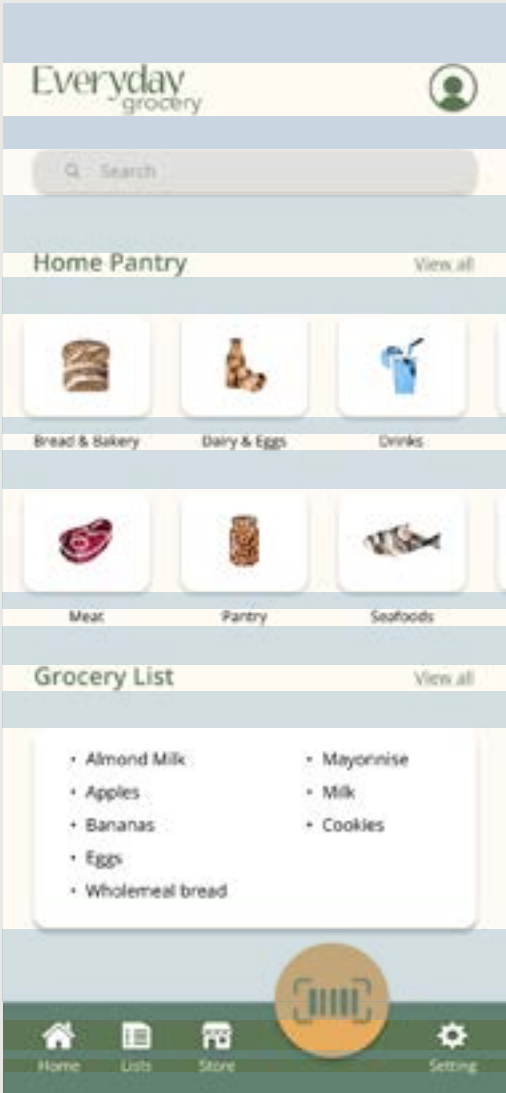 Everyday
grocery
Search
Home Pantry
View all
Bread & Bakery
Dairy & Eggs
Drinks
Meat
Pantry
Seafoods
Grocery List
View all
• Almond Milk
• Apples
• Bananas
• Eggs
• Wholemeal bread
• Mayonnise
• Milk
• Cookies
Home
Lists
Store
Setting